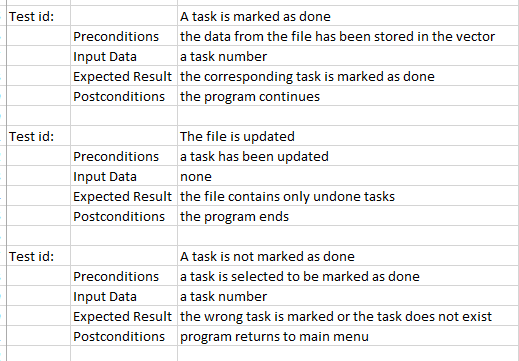 Test id: A task is marked as done
Preconditions the data from the file has been stored in the vector
Input Data a task number
Expected Result the corresponding task is marked as done
Postconditions the program continues
Test id: The file is updated
Preconditions a task has been updated
Input Data none
Expected Result the file contains only undone tasks
Postconditions the program ends
Test id: A task is not marked as done
Preconditions a task is selected to be marked as done
Input Data a task number
Expected Result the wrong task is marked or the task does not exist
Postconditions program returns to main menu